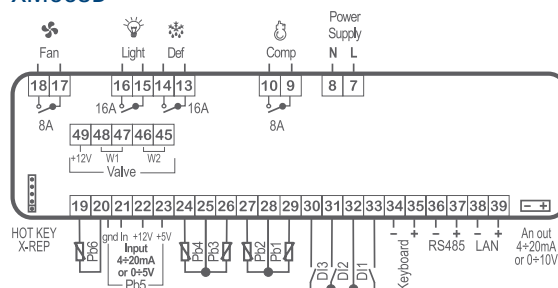 Fan
Light
Def
Comp
Power
Supply
N L
18 17 16 15 14 13 10 9 8 7
8A 16A 16A 8A
49 48 47 46 45
+12V W1 W2
Valve
19 20 21 22 23 24 25 26 27 28 29 30 31 32 33 34 35 36 37 38 39
HOT KEY
X-REP
Pb6
gnd In +12V +5V
Input
4÷20mA
or 0÷5V
Pb5
Pb4
Pb3
Pb2
Pb1
DI3
DI2
DI1
- + - + - +
Keyboard
RS485
LAN
- +
An out
4÷20mA
or 0÷10V